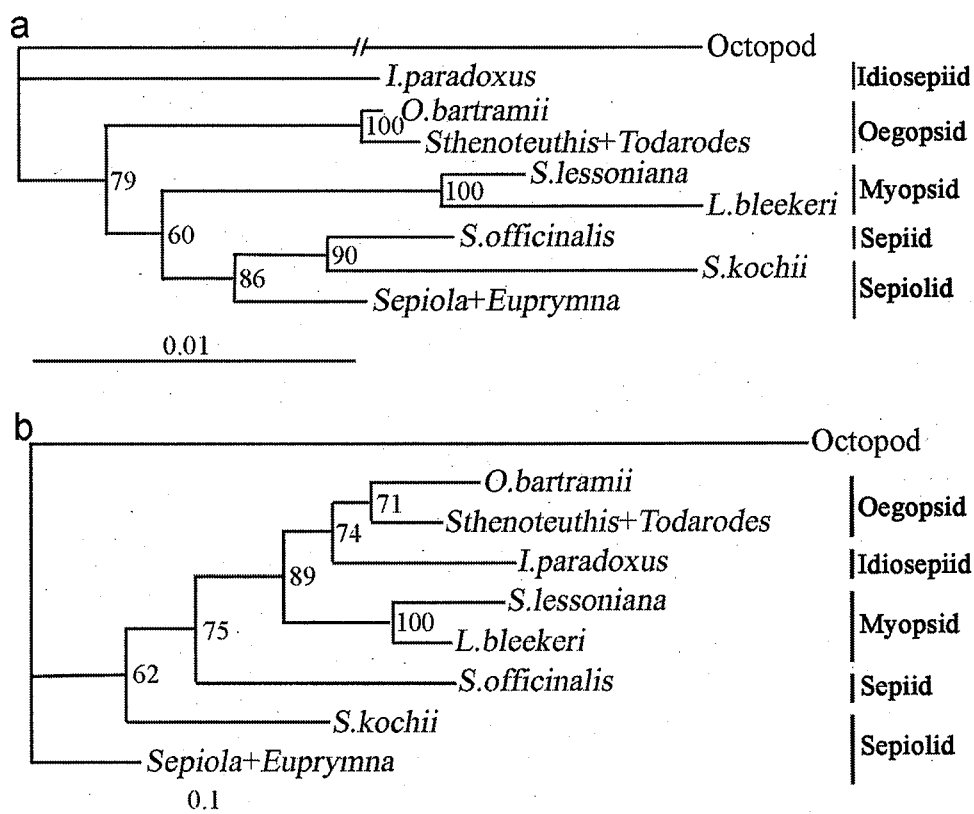 a
Octopod
I.paradoxus
Idiosepiid
O.bartramii
100
Sthenoteuthis+Todarodes
Oegopsid
79
S.lessoniana
100
L.bleekeri
Myopsid
60
S.officinalis
Sepiid
90
S.kochii
86
Sepiola+Euprymna
Sepiolid
0.01
b
Octopod
O.bartramii
71
Sthenoteuthis+Todarodes
Oegopsid
74
I.paradoxus
Idiosepiid
89
S.lessoniana
100
L.bleekeri
Myopsid
75
S.officinalis
Sepiid
62
S.kochii
Sepiola+Euprymna
Sepiolid
0.1